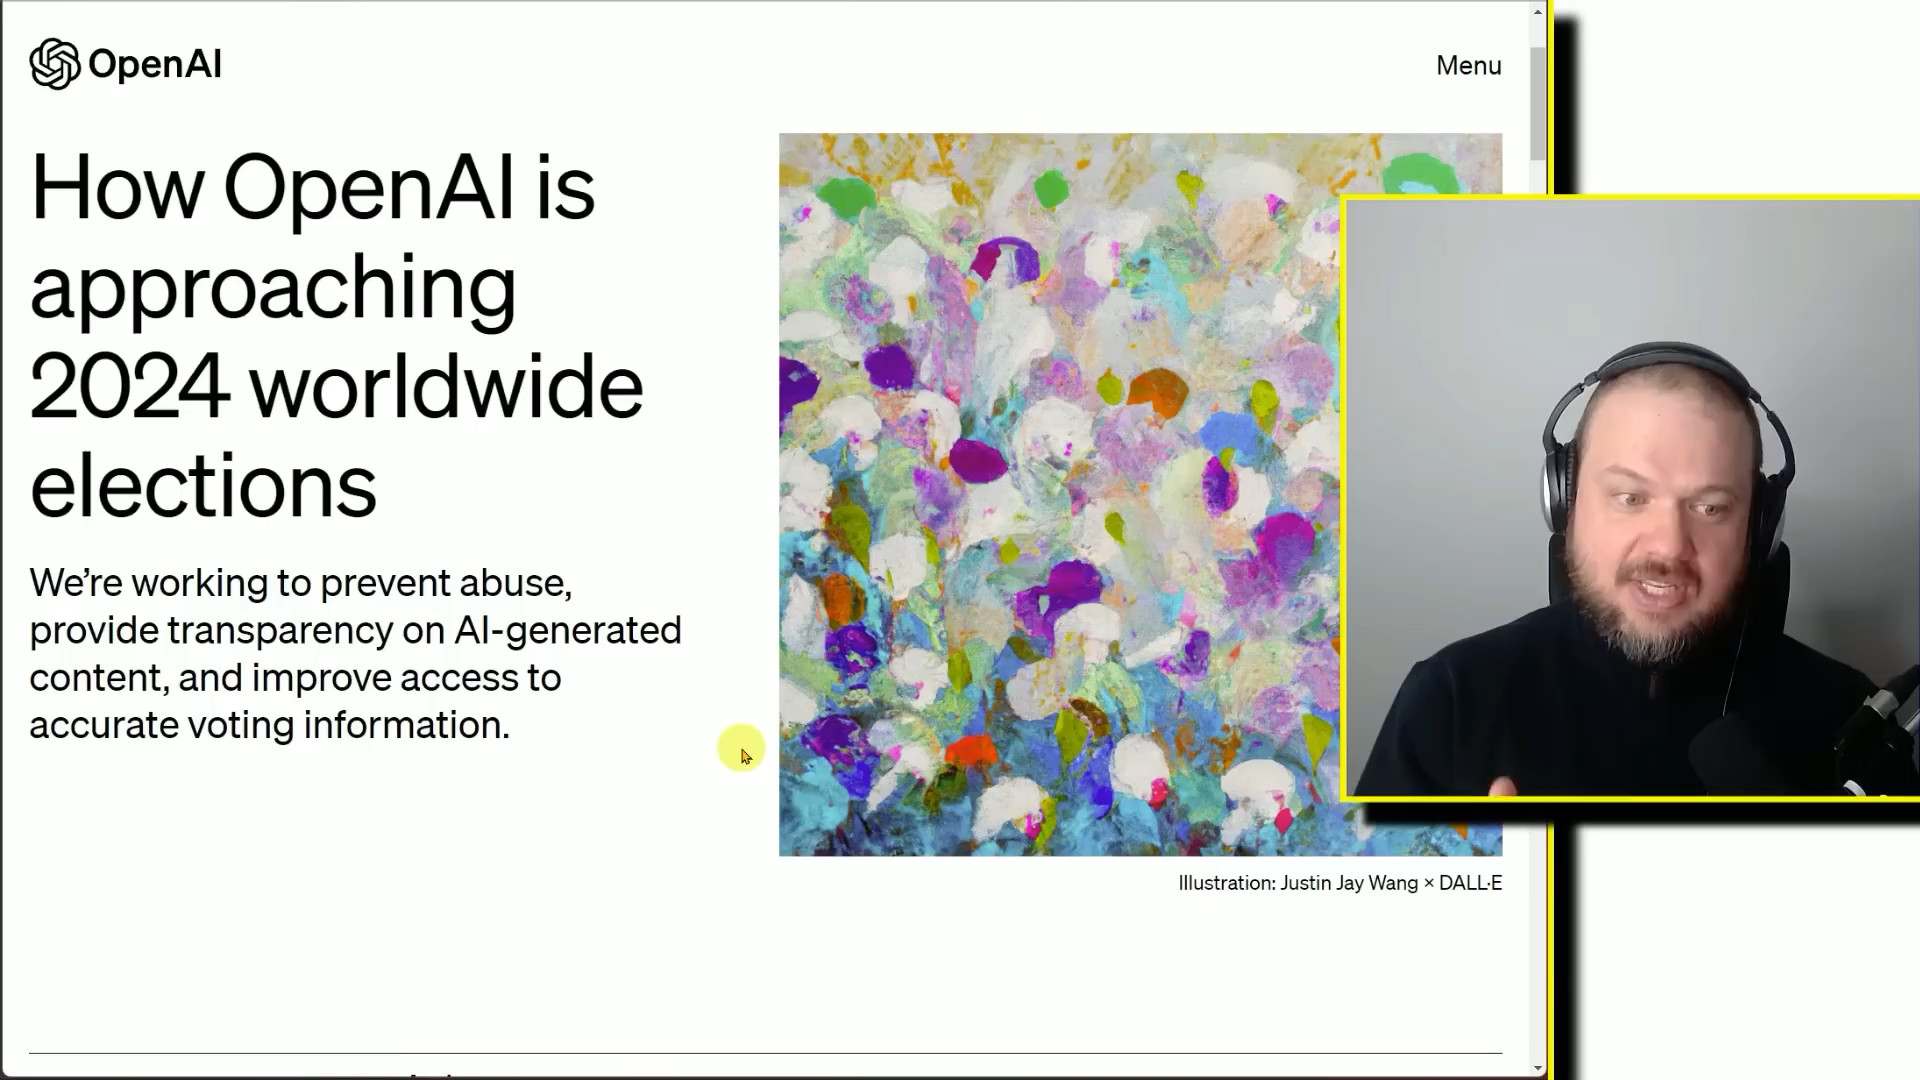 OpenAI
Menu
How OpenAI is
approaching
2024 worldwide
elections
We’re working to prevent abuse,
provide transparency on AI-generated
content, and improve access to
accurate voting information.
Illustration: Justin Jay Wang × DALL·E